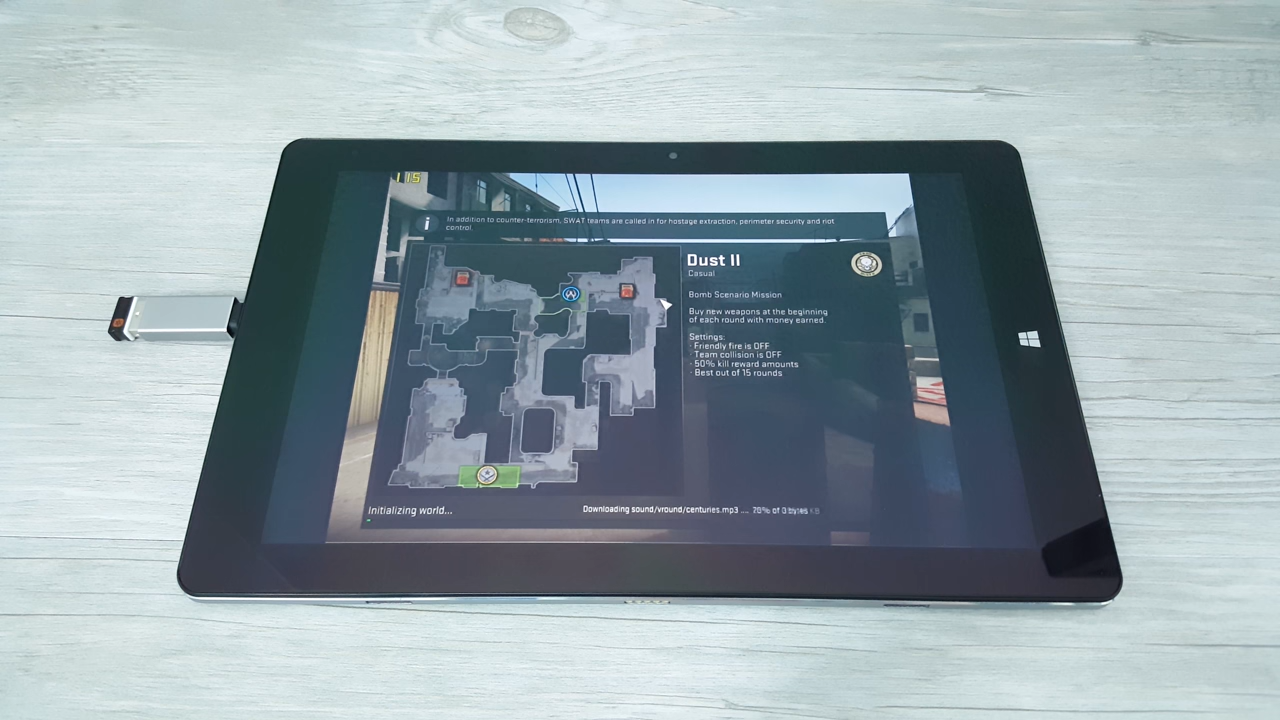 115
In addition to counter-terrorism, SWAT teams are called in for hostage extraction, perimeter security and riot
control.
Dust II
Casual
Bomb Scenario Mission
Buy new weapons at the beginning
of each round with money earned.
Settings:
· Friendly fire is OFF
· Team collision is OFF
· 50% kill reward amounts
· Best out of 15 rounds
Initializing world...
Downloading sound/vround/centuries.mp3 ....